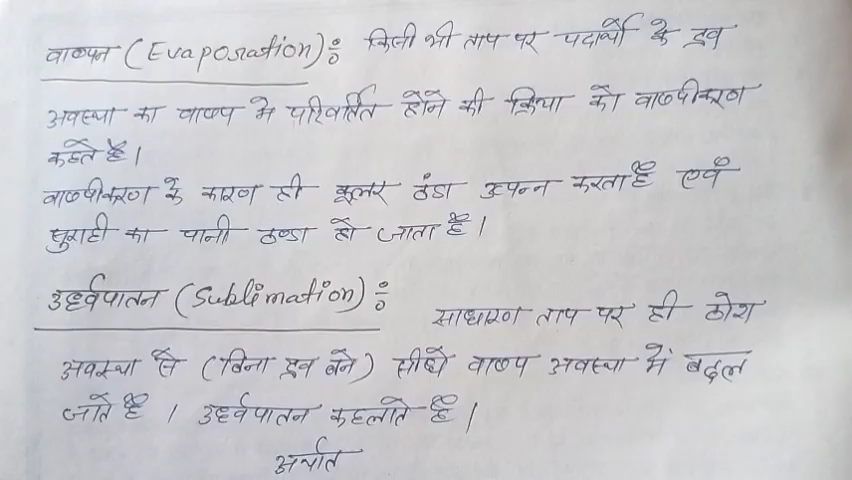 वाष्पन (Evaporation): किसी भी ताप पर पदार्थों के द्रव
अवस्था का वाष्प मे परिवर्तित होने की क्रिया को वाष्पीकरण
कहते है।
वाष्पीकरण के कारण ही कूलर ठंडा उत्पन्न करता है एवं
सुराही का पानी ठण्डा हो जाता है।
उर्ध्वपातन (Sublimation):
साधारण ताप पर ही ठोस
अवस्था से (बिना द्रव बने) सीधे वाष्प अवस्था में बदल
जाते है । उर्ध्वपातन कहलाते है।
अर्थात